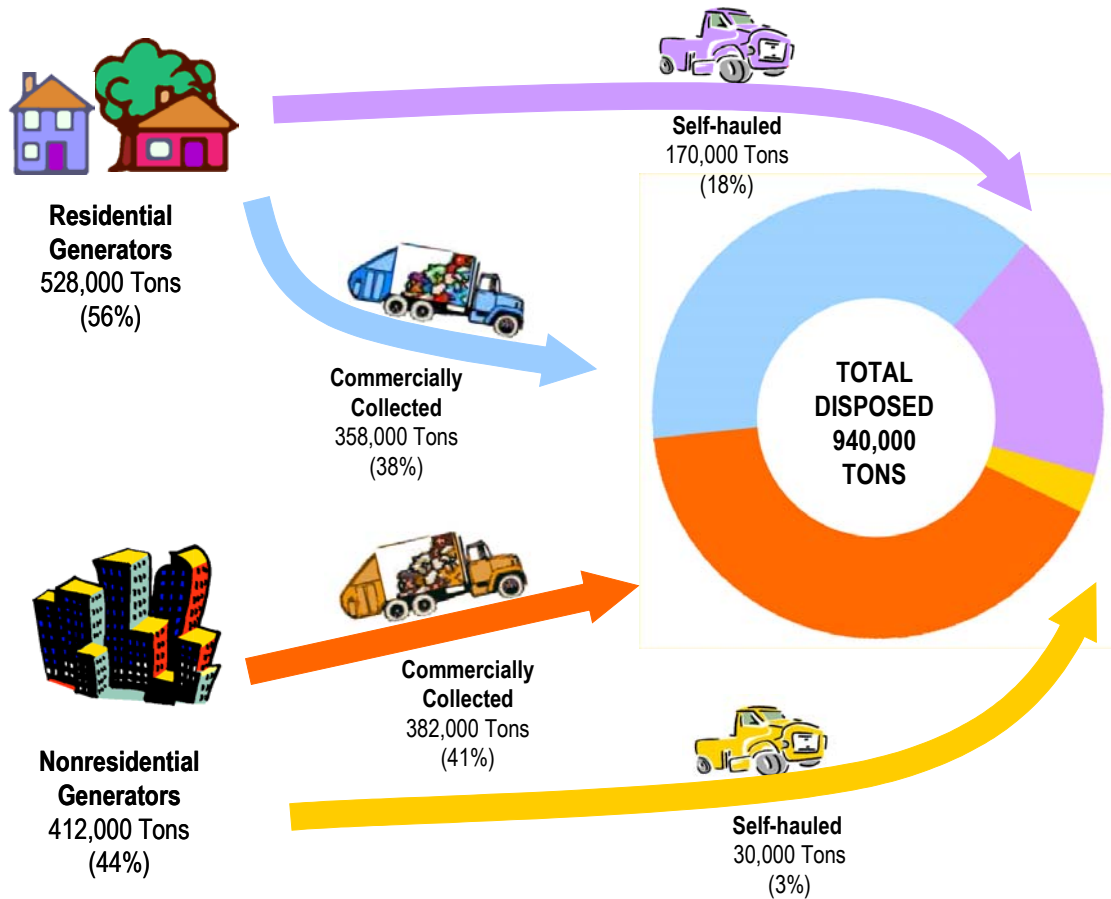 Self-hauled
170,000 Tons
(18%)
Residential
Generators
528,000 Tons
(56%)
Commercially
Collected
358,000 Tons
(38%)
TOTAL
DISPOSED
940,000
TONS
Commercially
Collected
382,000 Tons
(41%)
Nonresidential
Generators
412,000 Tons
(44%)
Self-hauled
30,000 Tons
(3%)